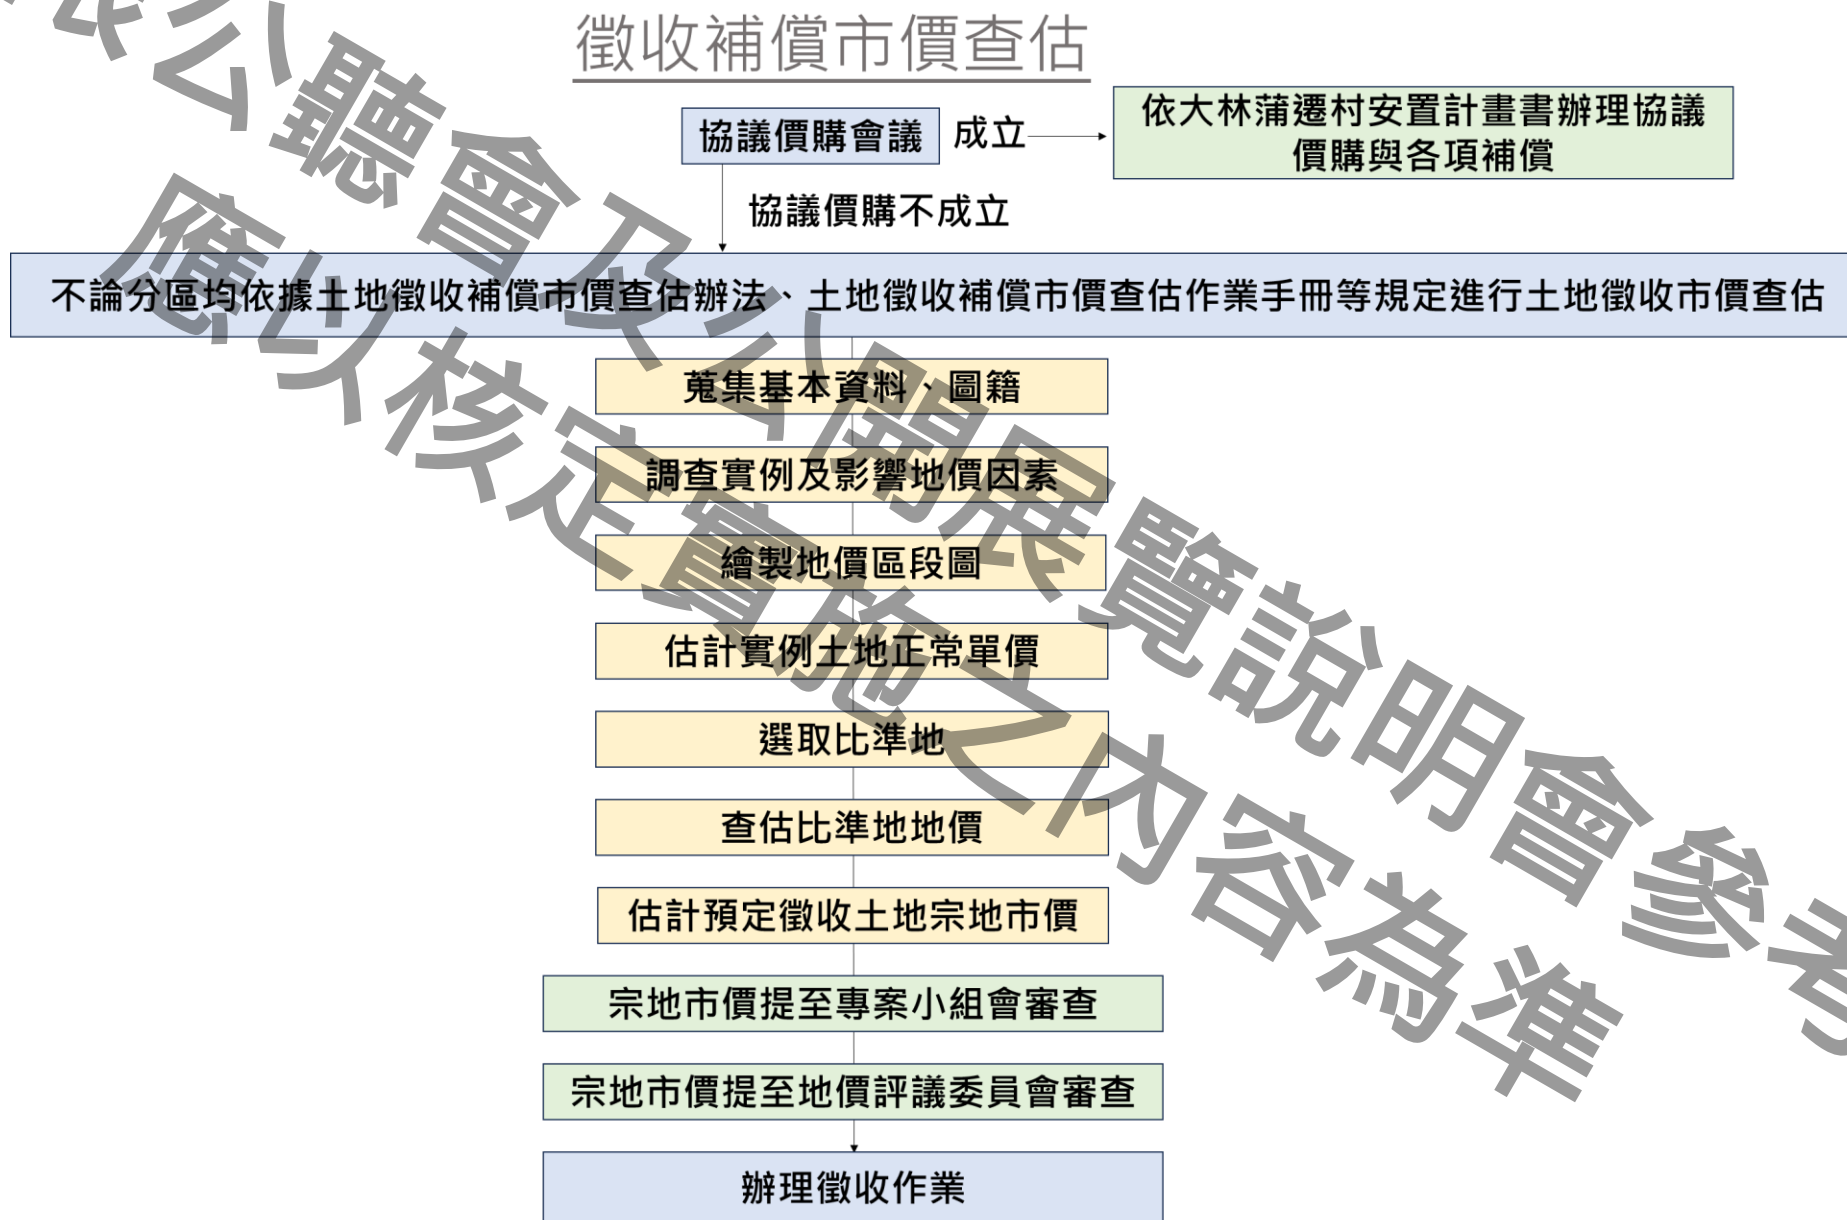 徵收補償市價查估
協議價購會議
成立
依大林蒲遷村安置計畫書辦理協議
價購與各項補償
協議價購不成立
不論分區均依據土地徵收補償市價查估辦法、土地徵收補償市價查估作業手冊等規定進行土地徵收市價查估
蒐集基本資料、圖籍
調查實例及影響地價因素
繪製地價區段圖
估計實例土地正常單價
選取比準地
查估比準地地價
估計預定徵收土地宗地市價
宗地市價提至專案小組會審查
宗地市價提至地價評議委員會審查
辦理徵收作業
限公聽會及公開展覽說明會參考
應以核定實施之內容為準